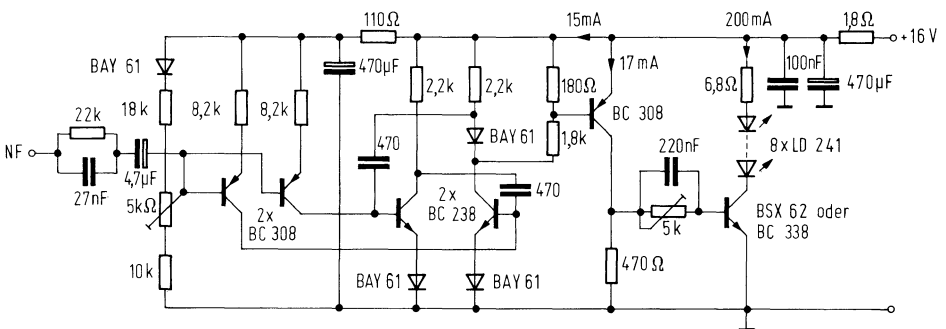 110Ω
15mA
200mA
1,8Ω
+16 V
BAY 61
470µF
2,2k
2,2k
180Ω
17mA
6,8Ω
100nF
470µF
18k
8,2k
8,2k
BC 308
22k
NF
4,7µF
27nF
470
BAY 61
1,8k
220nF
8x LD 241
5kΩ
2x
BC 308
2x
BC 238
470
5k
BSX 62 oder
BC 338
10k
BAY 61
BAY 61
470Ω